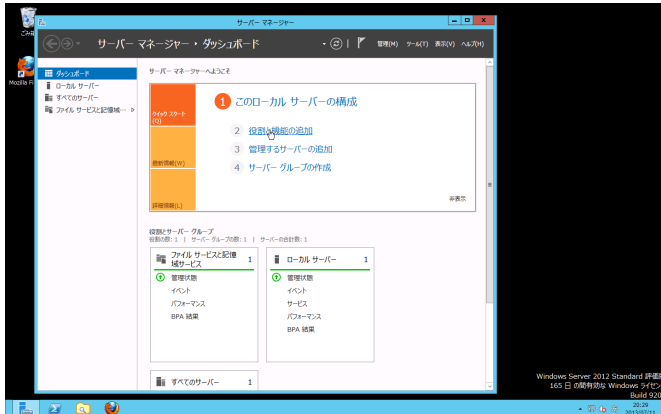 サーバー マネージャー
サーバー マネージャー・ダッシュボード
管理(M) ツール(T) 表示(V) ヘルプ(H)
ごみ箱
Mozilla Fi
ダッシュボード
ローカル サーバー
すべてのサーバー
ファイル サービスと記憶域…
サーバー マネージャーへようこそ
クイック スタート(Q)
最新情報(W)
詳細情報(L)
1 このローカル サーバーの構成
2 役割と機能の追加
3 管理するサーバーの追加
4 サーバー グループの作成
非表示
役割とサーバー グループ
役割の数: 1 | サーバー グループの数: 1 | サーバーの合計数: 1
ファイル サービスと記憶域サービス 1
管理状態
イベント
パフォーマンス
BPA 結果
ローカル サーバー 1
管理状態
イベント
サービス
パフォーマンス
BPA 結果
すべてのサーバー 1
Windows Server 2012 Standard 評価
165 日 の間有効な Windows ライセン
Build 920
20:29
2013/07/17